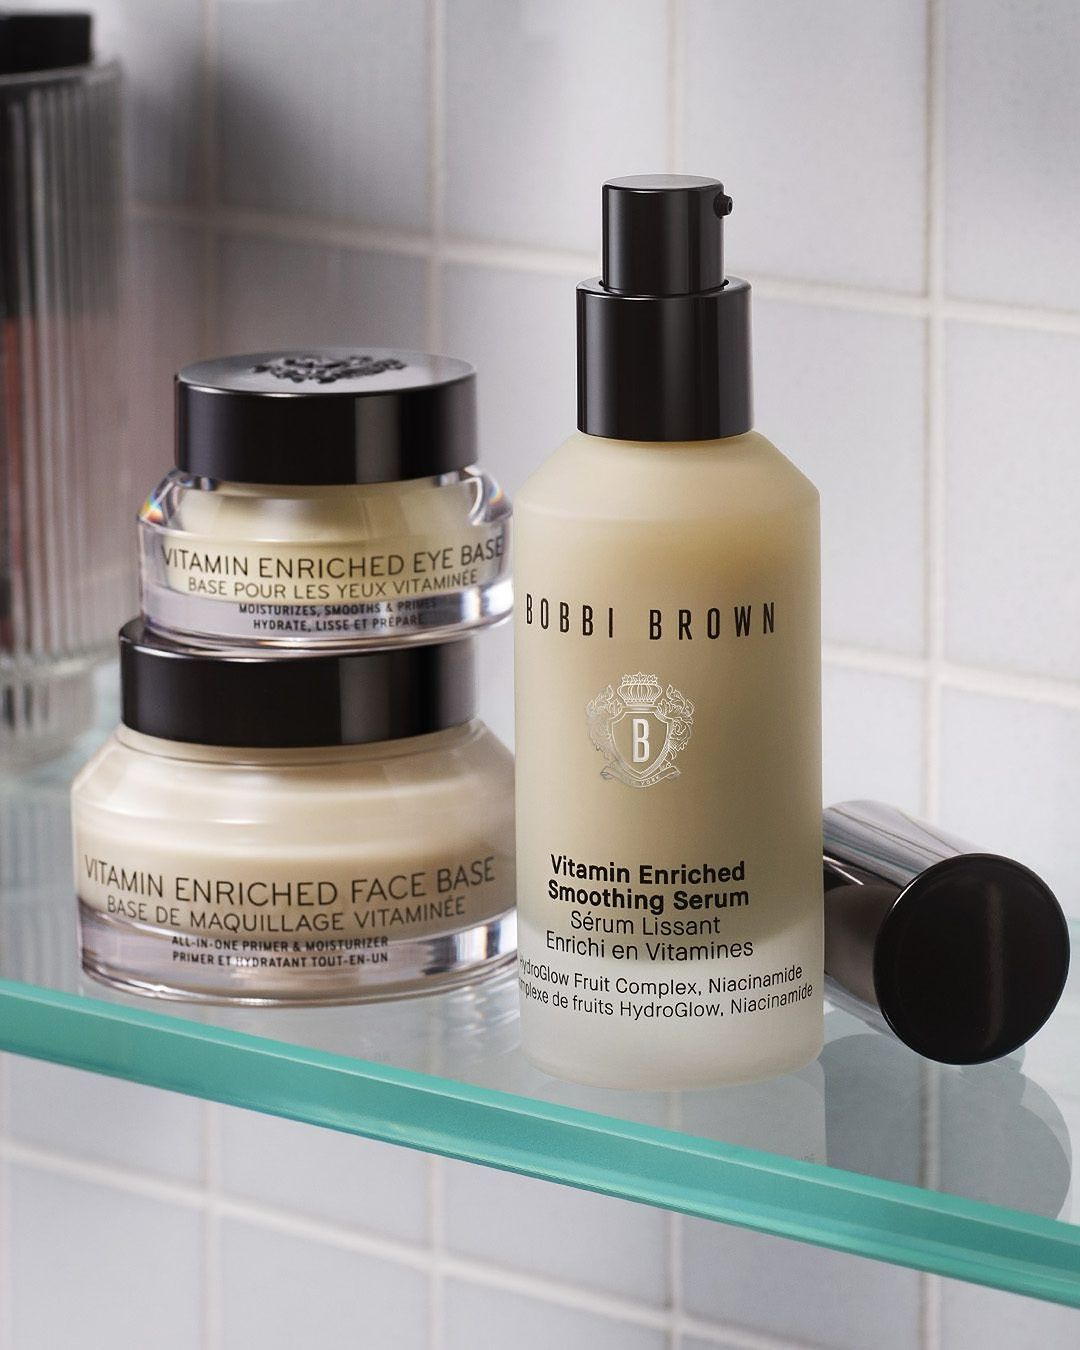 VITAMIN ENRICHED EYE BASE
BASE POUR LES YEUX VITAMINÉE
MOISTURIZES, SMOOTHS & PRIMES
HYDRATE, LISSE ET PRÉPARE
VITAMIN ENRICHED FACE BASE
BASE DE MAQUILLAGE VITAMINÉE
ALL-IN-ONE PRIMER & MOISTURIZER
PRIMER ET HYDRATANT TOUT-EN-UN
BOBBI BROWN
B
Vitamin Enriched
Smoothing Serum
Sérum Lissant
Enrichi en Vitamines
HydroGlow Fruit Complex, Niacinamide
de fruits HydroGlow, Niacinamide